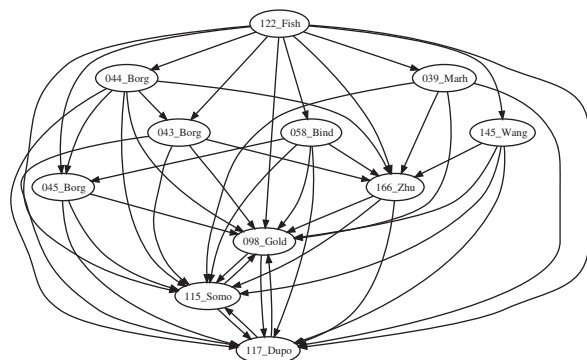 122_Fish
044_Borg
039_Marh
043_Borg
058_Bind
145_Wang
045_Borg
166_Zhu
098_Gold
115_Somo
117_Dupo